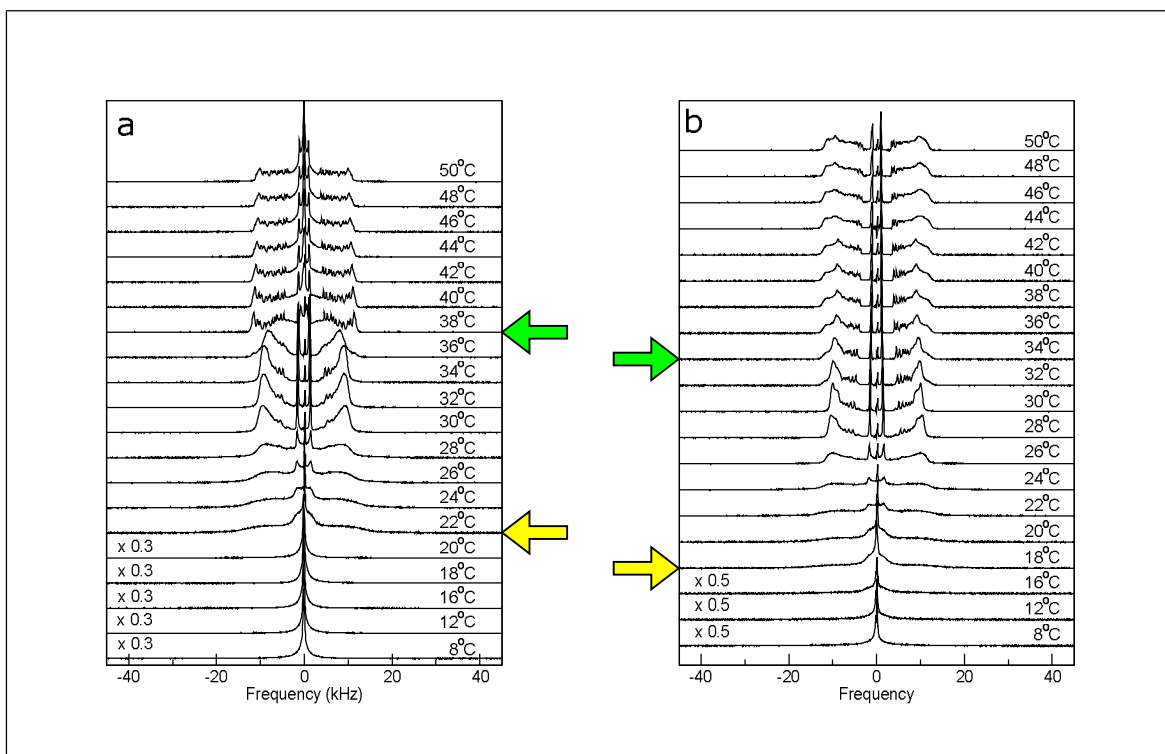 a
50°C
48°C
46°C
44°C
42°C
40°C
38°C
36°C
34°C
32°C
30°C
28°C
26°C
24°C
22°C
x 0.3 20°C
x 0.3 18°C
x 0.3 16°C
x 0.3 12°C
x 0.3 8°C
-40 -20 0 20 40
Frequency (kHz)
b
50°C
48°C
46°C
44°C
42°C
40°C
38°C
36°C
34°C
32°C
30°C
28°C
26°C
24°C
22°C
20°C
18°C
x 0.5 16°C
x 0.5 12°C
x 0.5 8°C
-40 -20 0 20 40
Frequency